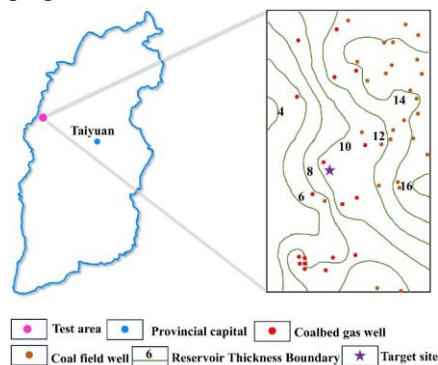 4
14
Taiyuan
12
10
8
16
6
Test area Provincial capital Coalbed gas well
Coal field well 6 Reservoir Thickness Boundary Target site